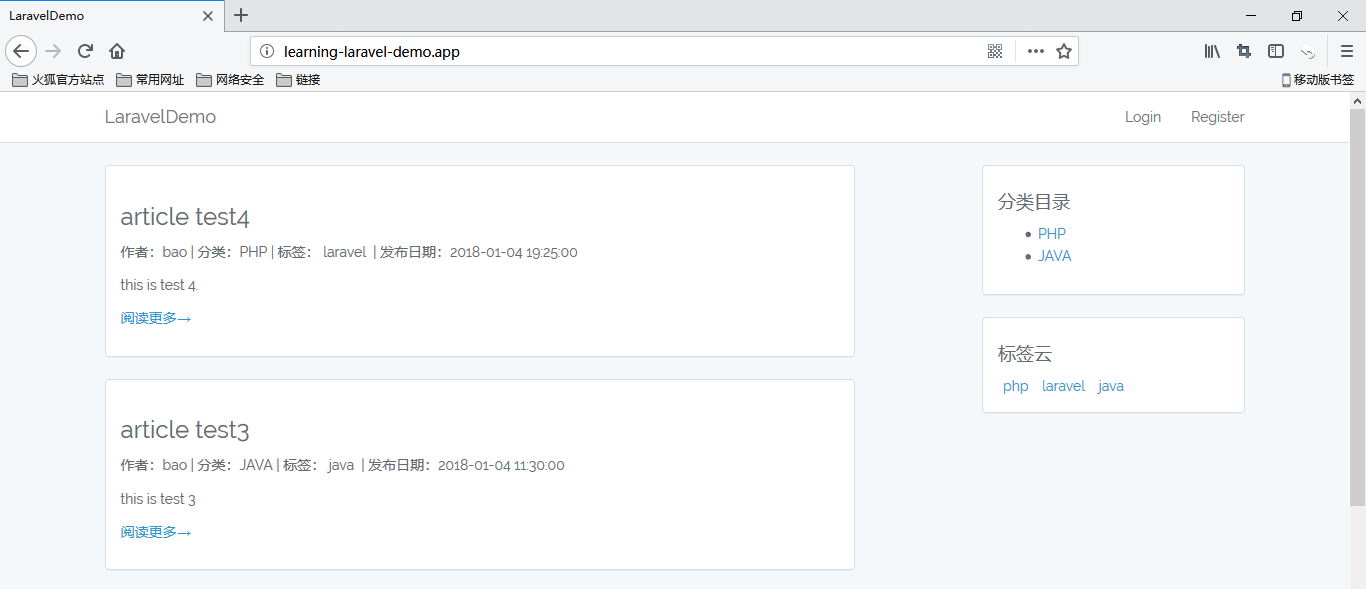 LaravelDemo
learning-laravel-demo.app
火狐官方站点 常用网址 网络安全 链接 移动版书签
LaravelDemo Login Register
article test4
作者：bao | 分类：PHP | 标签： laravel | 发布日期：2018-01-04 19:25:00
this is test 4.
阅读更多→
article test3
作者：bao | 分类：JAVA | 标签： java | 发布日期：2018-01-04 11:30:00
this is test 3
阅读更多→
分类目录
PHP
JAVA
标签云
php laravel java